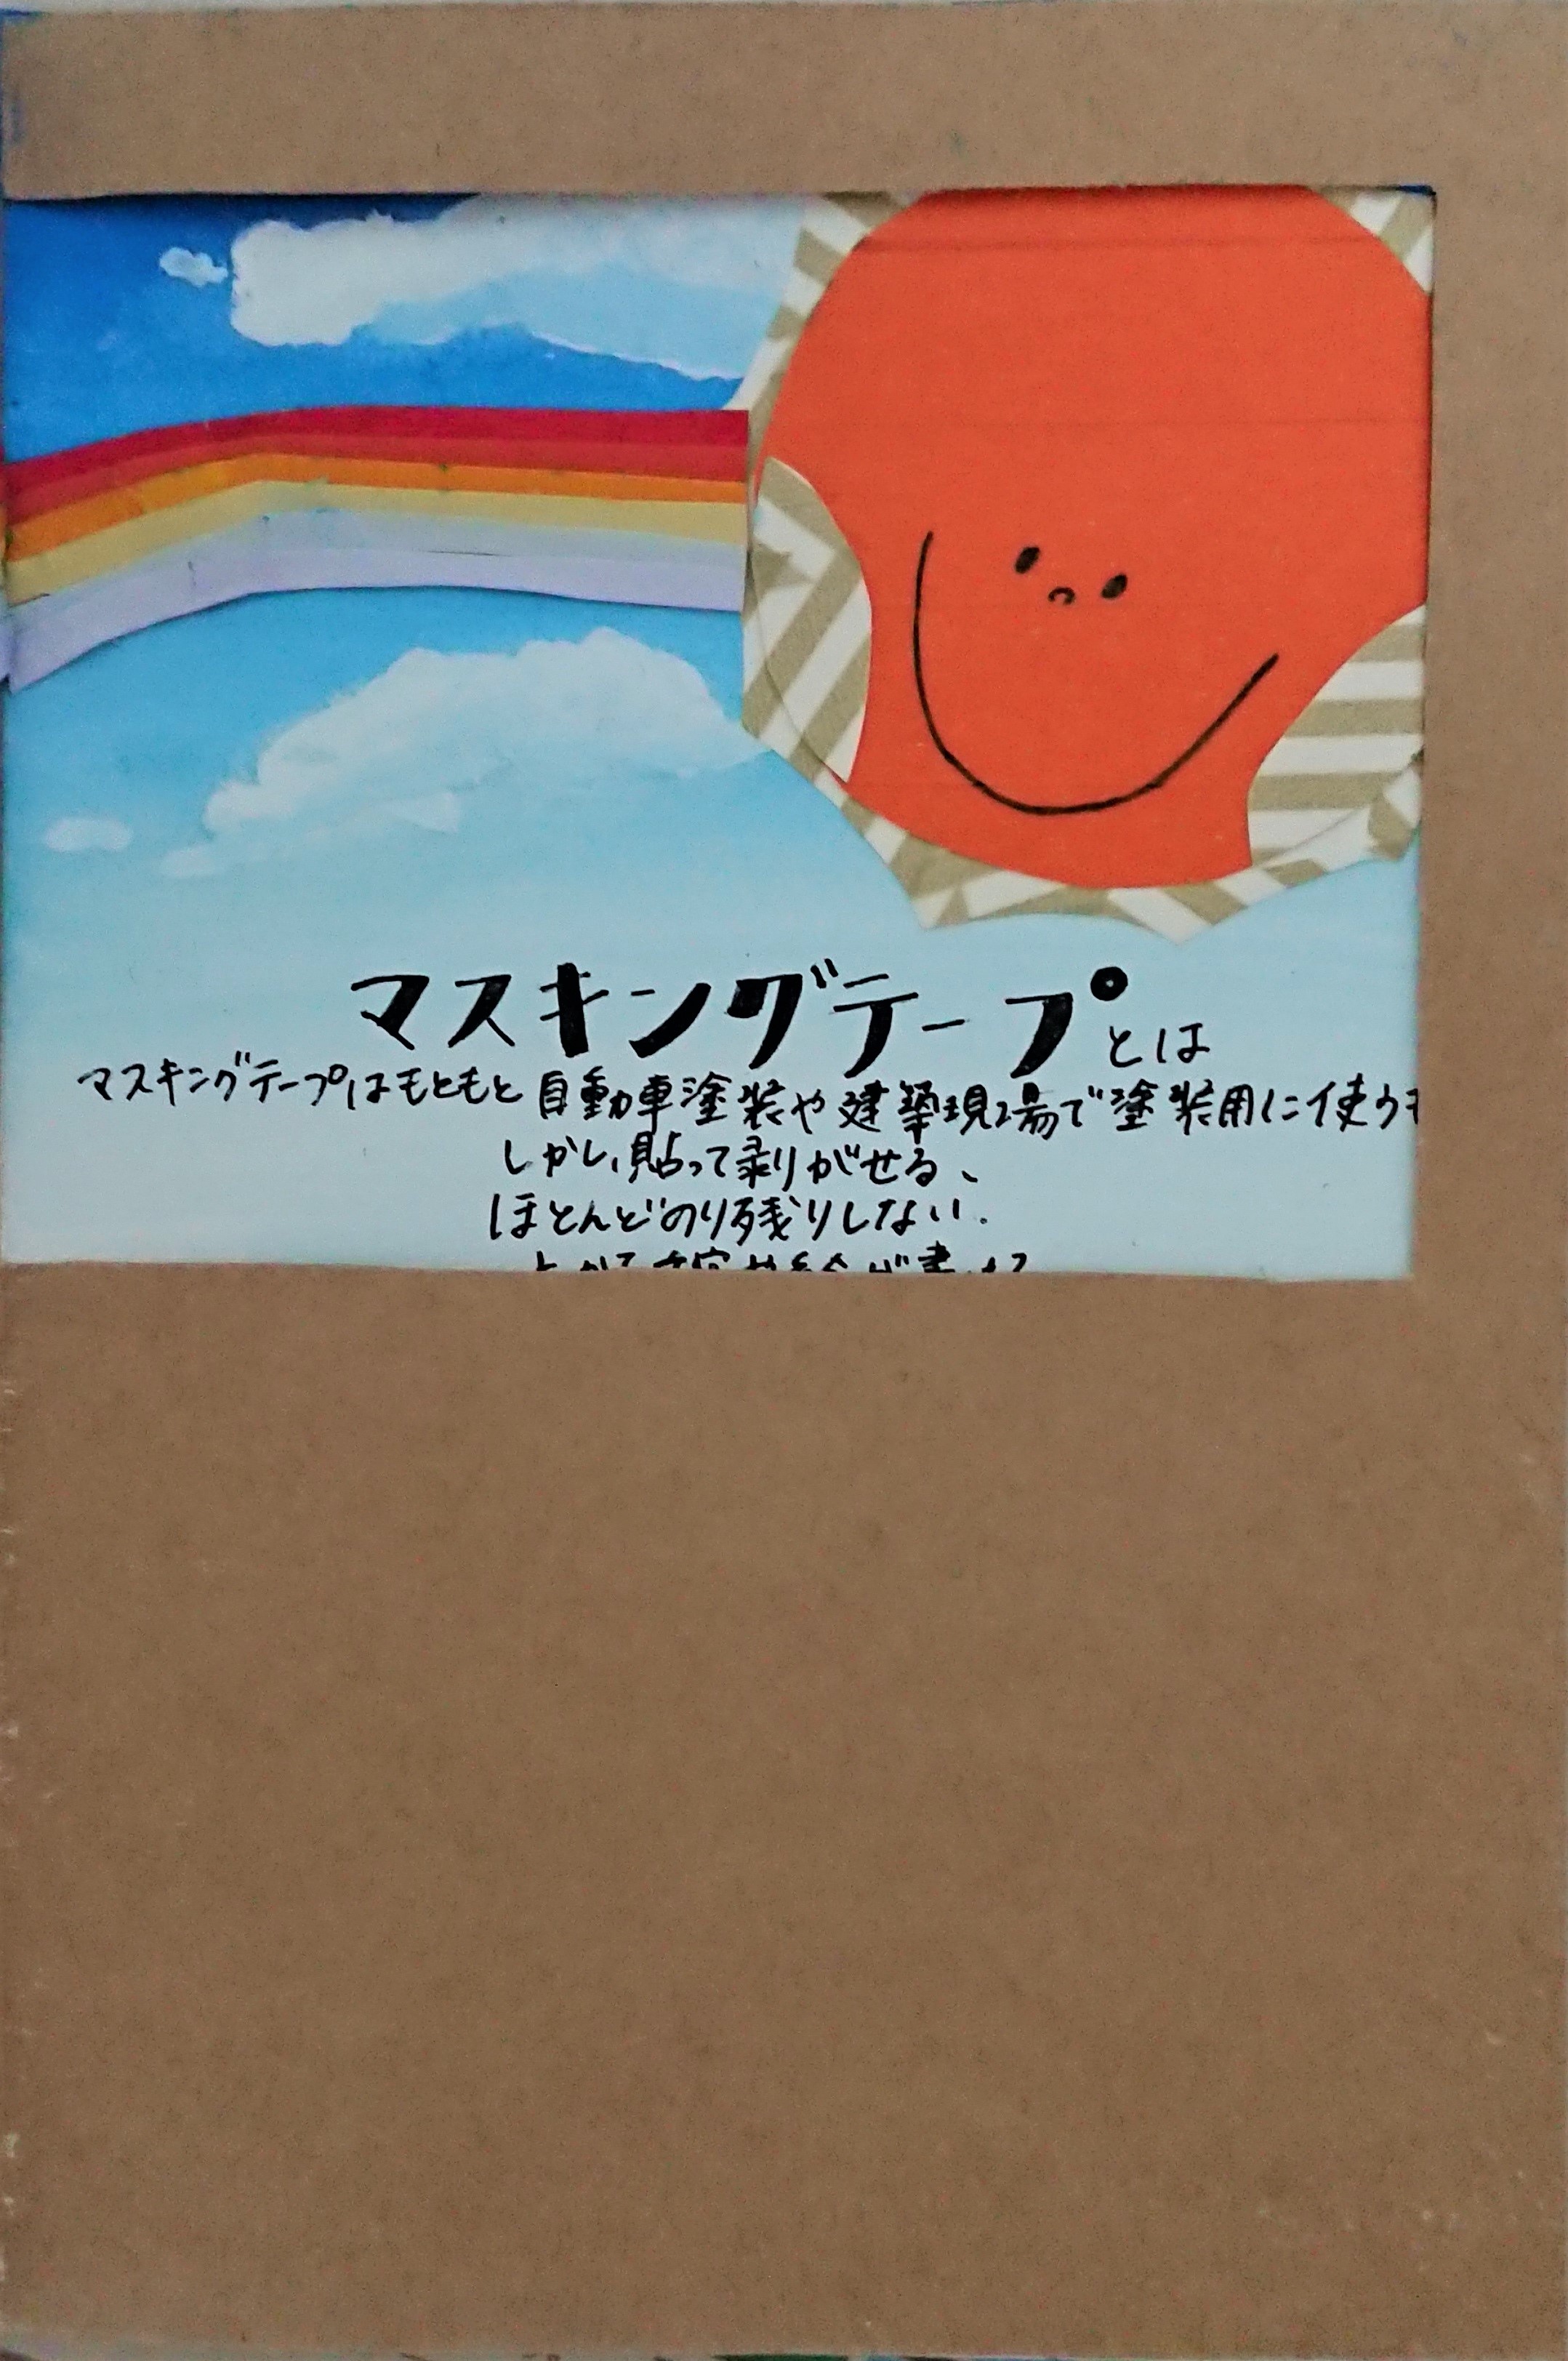 マスキングテープとは
マスキングテープはもともと自動車塗装や建築現場で塗装用に使う
しかし、貼って剥がせる、
ほとんどのり残りしない.